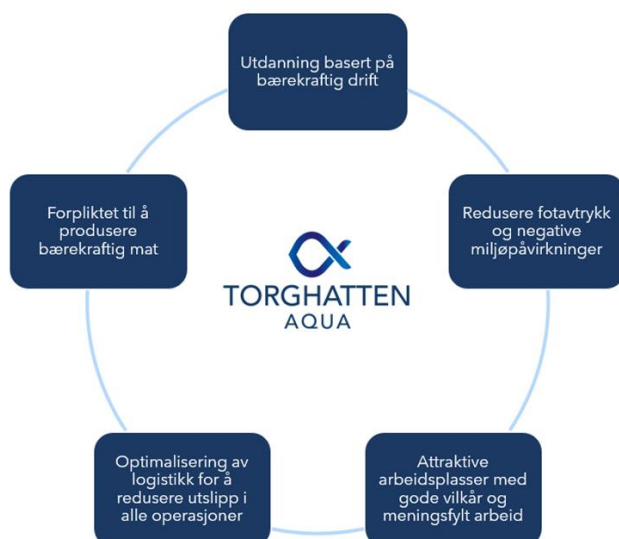 Utdanning basert på
bærekraftig drift
Forpliktet til å
produsere
bærekraftig mat
Redusere fotavtrykk
og negative
miljøpåvirkninger
TORGHATTEN
AQUA
Optimalisering av
logistikk for å
redusere utslipp i
alle operasjoner
Attraktive
arbeidsplasser med
gode vilkår og
meningsfylt arbeid